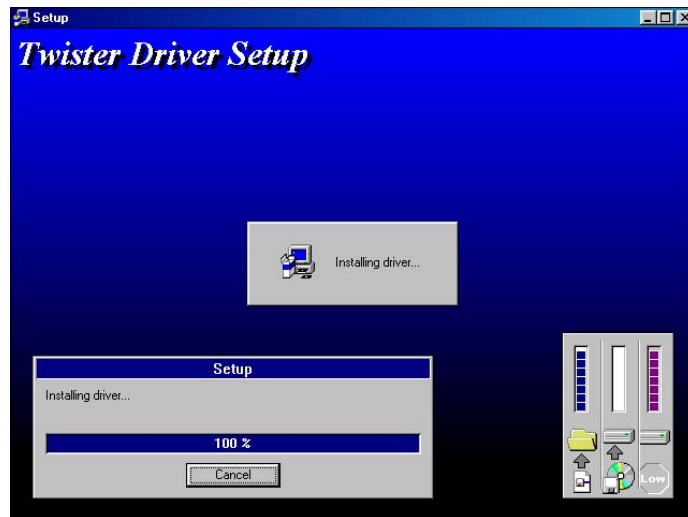 Setup
Twister Driver Setup
Installing driver...
Setup
Installing driver...
100 %
Cancel
Low